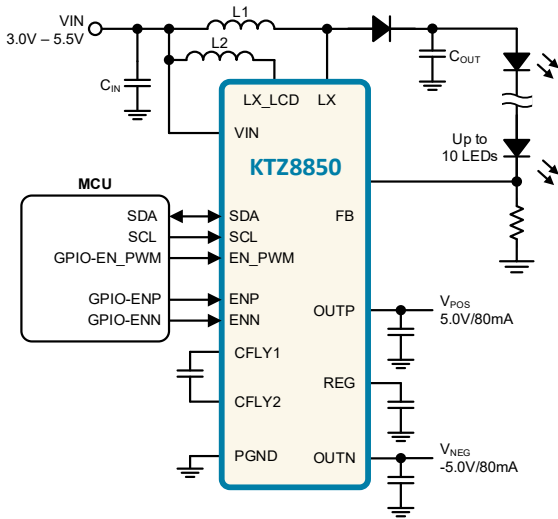 VIN
3.0V – 5.5V
L1
L2
CIN
COUT
LX_LCD
LX
VIN
KTZ8850
Up to
10 LEDs
MCU
SDA
SDA
FB
SCL
SCL
GPIO-EN_PWM
EN_PWM
GPIO-ENP
ENP
GPIO-ENN
ENN
OUTP
VPOS
5.0V/80mA
CFLY1
REG
CFLY2
PGND
OUTN
VNEG
-5.0V/80mA